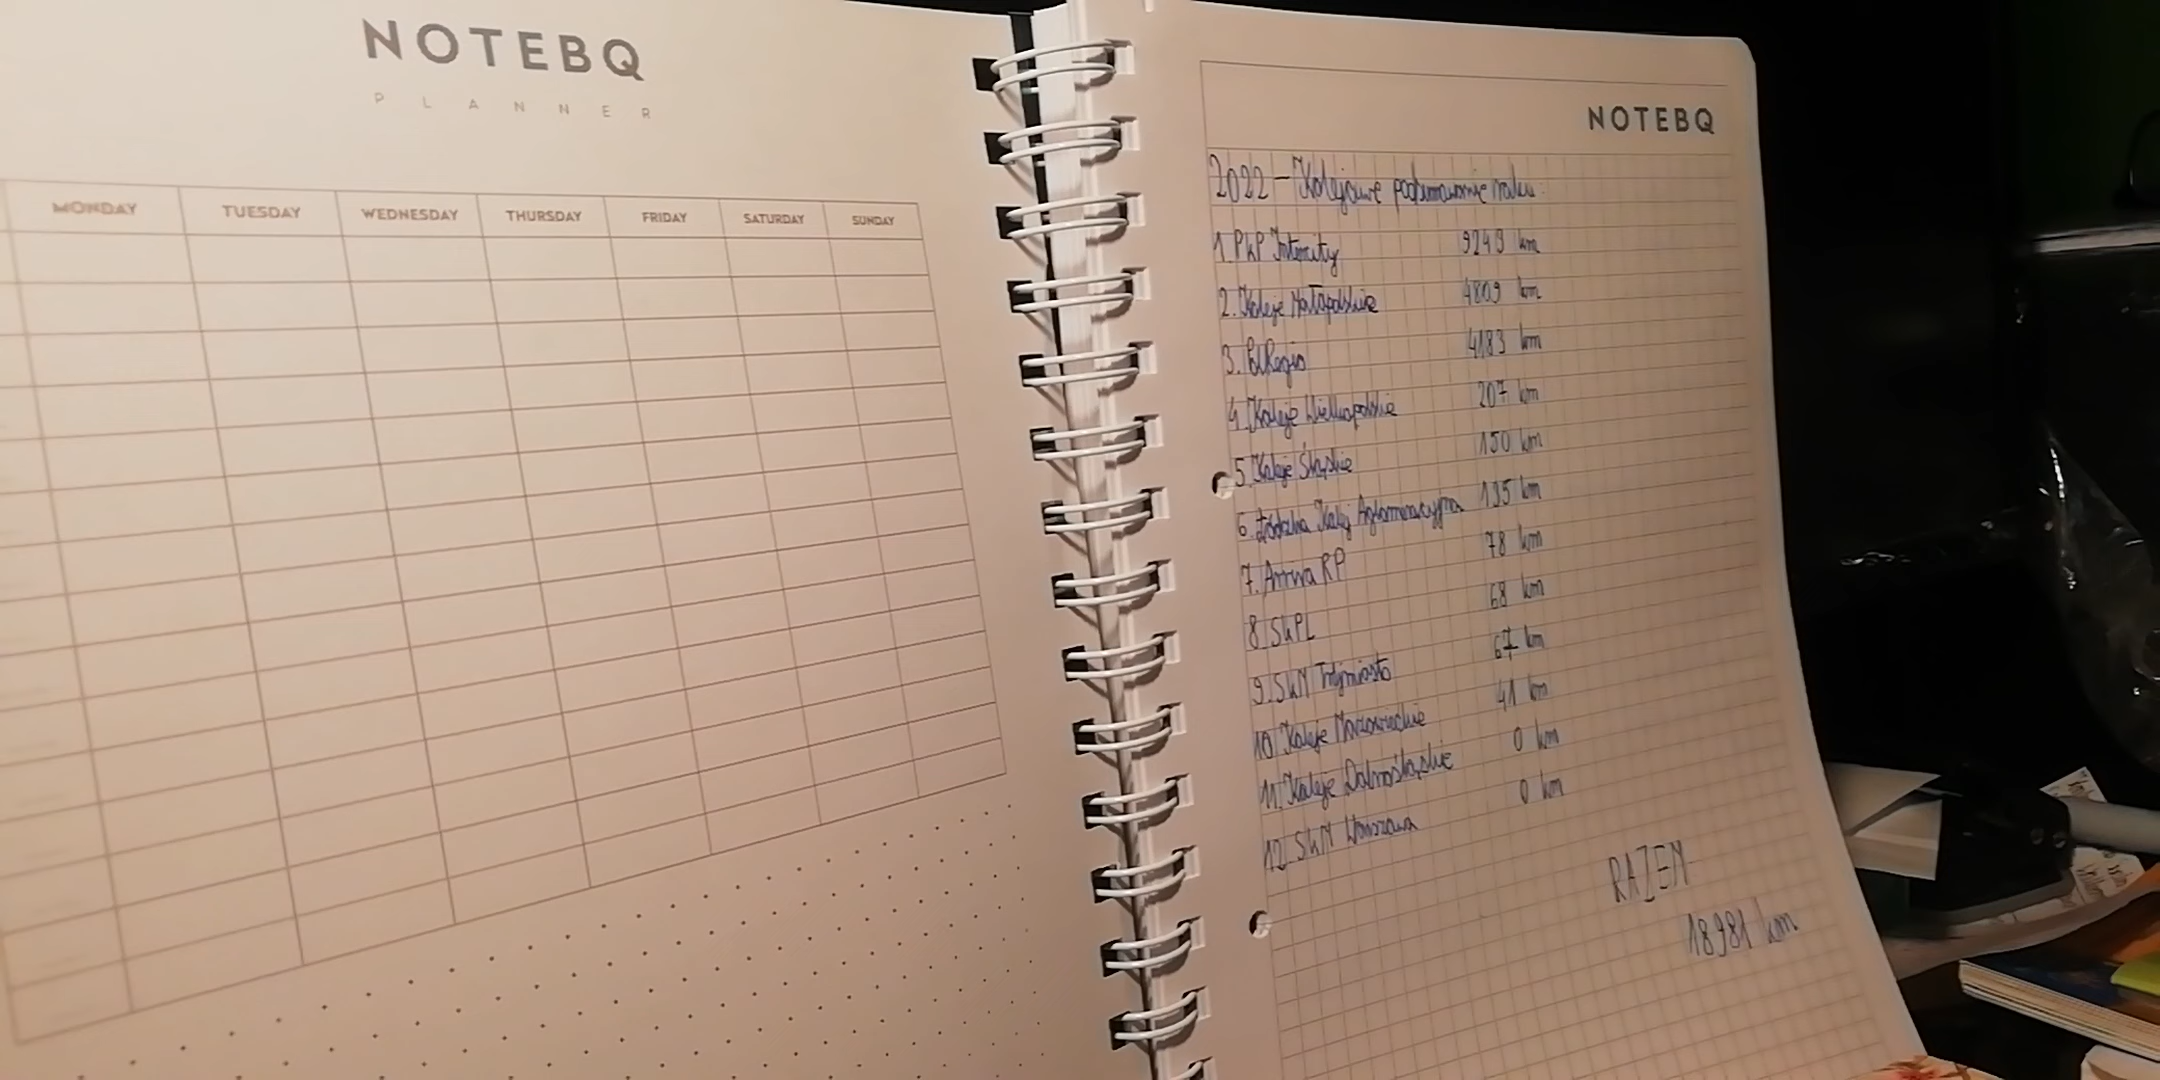 NOTEBQ
PLANNER
MONDAY TUESDAY WEDNESDAY THURSDAY FRIDAY SATURDAY SUNDAY
NOTEBQ
2022 – Kolejowe podsumowanie roku:
1. PKP Intercity 9243 km
2. Koleje Małopolskie 4809 km
3. PolRegio 4183 km
4. Koleje Wielkopolskie 207 km
5. Koleje Śląskie 150 km
6. Łódzka Kolej Aglomeracyjna 135 km
7. Arriva RP 78 km
8. SKPL 68 km
9. SKM Trójmiasto 67 km
10. Koleje Mazowieckie 41 km
11. Koleje Dolnośląskie 0 km
12. SKM Warszawa 0 km
RAZEM
18981 km